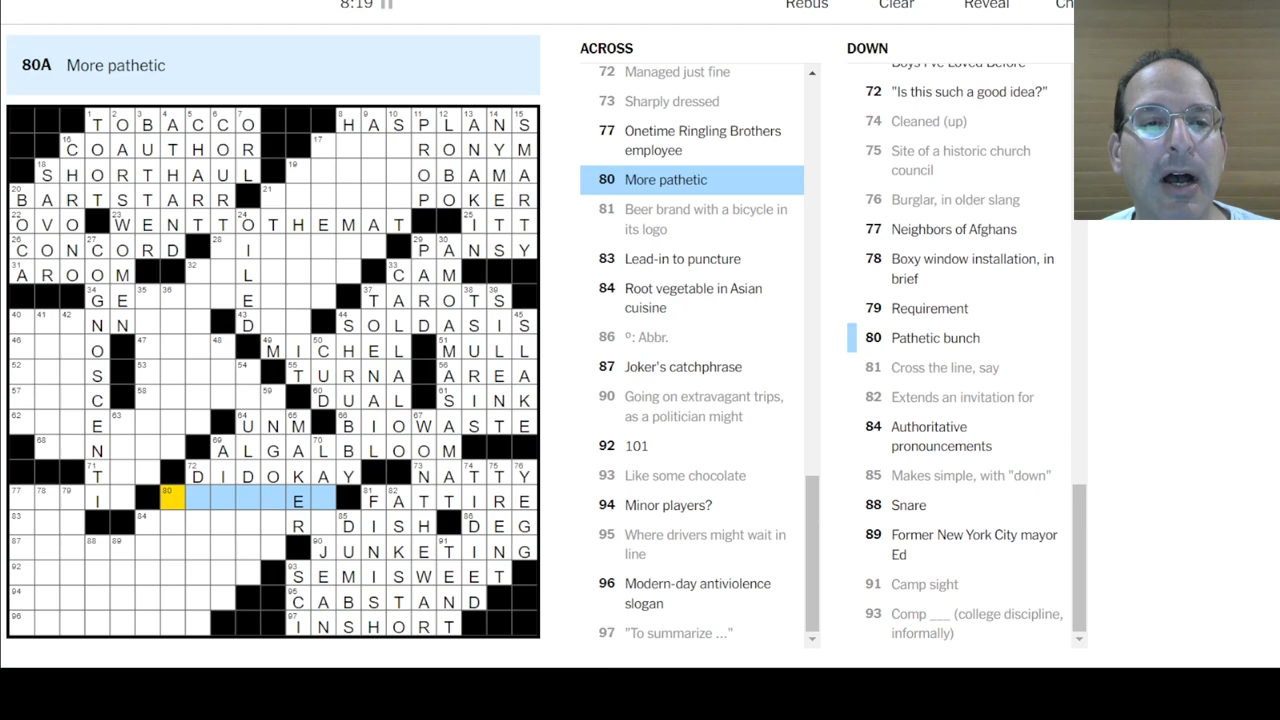 8:19
Rebus Clear Reveal
80A More pathetic
ACROSS
72 Managed just fine
73 Sharply dressed
77 Onetime Ringling Brothers
employee
80 More pathetic
81 Beer brand with a bicycle in
its logo
83 Lead-in to puncture
84 Root vegetable in Asian
cuisine
86 º: Abbr.
87 Joker's catchphrase
90 Going on extravagant trips,
as a politician might
92 101
93 Like some chocolate
94 Minor players?
95 Where drivers might wait in
line
96 Modern-day antiviolence
slogan
97 "To summarize ..."
DOWN
Boys I've Loved Before"
72 "Is this such a good idea?"
74 Cleaned (up)
75 Site of a historic church
council
76 Burglar, in older slang
77 Neighbors of Afghans
78 Boxy window installation, in
brief
79 Requirement
80 Pathetic bunch
81 Cross the line, say
82 Extends an invitation for
84 Authoritative
pronouncements
85 Makes simple, with "down"
88 Snare
89 Former New York City mayor
Ed
91 Camp sight
93 Comp ___ (college discipline,
informally)
TOBACCO HASPLANS
COAUTHOR RONYM
SHORTHAUL OBAMA
BARTSTARR POKER
OVO WENTTOTHEMAT ITT
CONCORD I PANSY
AROOM L CAM
GE E TAROTS
NN D SOLDASIS
O MICHEL MULL
S TURNA AREA
C DUAL SINK
E UNM BIOWASTE
N ALGALBLOOM
T DIDOKAY NATTY
I E FATTIRE
R DISH DEG
JUNKETING
SEMISWEET
CABSTAND
INSHORT